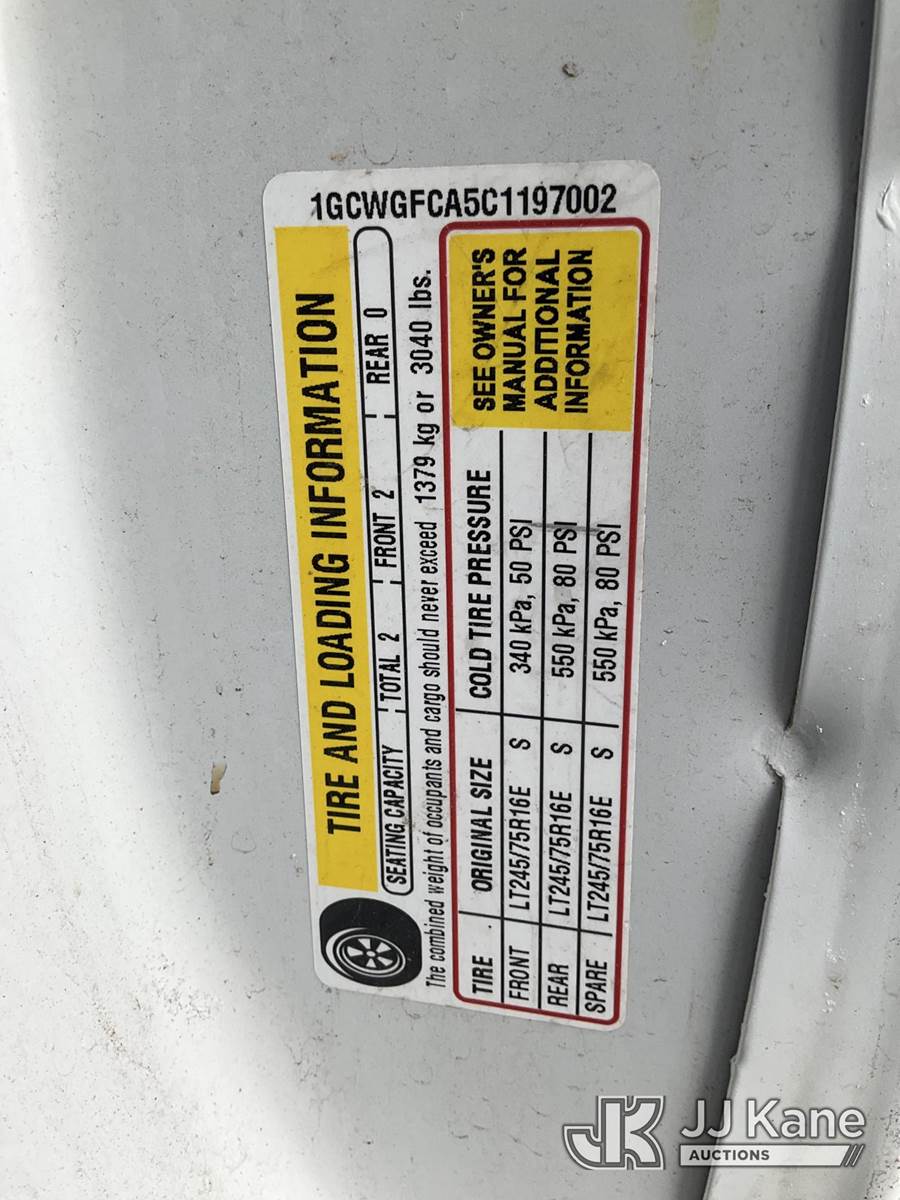 1GCWGFCA5C1197002
TIRE AND LOADING INFORMATION
SEATING CAPACITY TOTAL 2 FRONT 2 REAR 0
The combined weight of occupants and cargo should never exceed 1379 kg or 3040 lbs.
TIRE ORIGINAL SIZE COLD TIRE PRESSURE
FRONT LT245/75R16E S 340 kPa, 50 PSI
REAR LT245/75R16E S 550 kPa, 80 PSI
SPARE LT245/75R16E S 550 kPa, 80 PSI
SEE OWNER'S
MANUAL FOR
ADDITIONAL
INFORMATION
JK JJ Kane
AUCTIONS